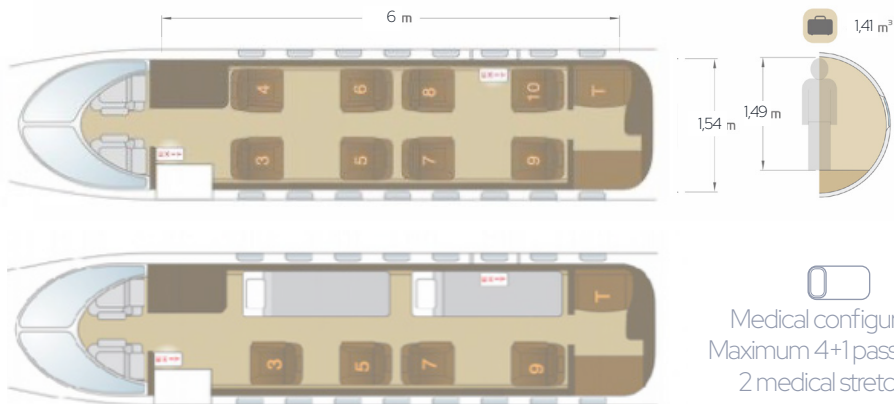 6 m
1,41 m³
4
6
8
EXIT
10
T
1,54 m
1,49 m
EXIT
3
5
7
9
EXIT
T
EXIT
3
5
7
9
Medical configur
Maximum 4+1 pass
2 medical stretc